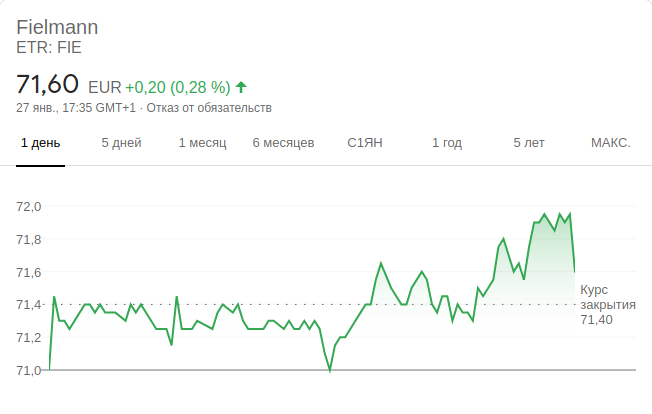 Fielmann
ETR: FIE
71,60 EUR +0,20 (0,28 %)
27 янв., 17:35 GMT+1 · Отказ от обязательств
1 день 5 дней 1 месяц 6 месяцев С1ЯН 1 год 5 лет МАКС.
72,0
71,8
71,6
71,4
71,2
71,0
Курс
закрытия
71,40